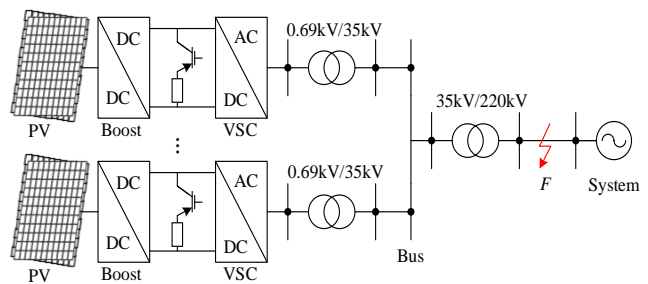 DC
DC
PV
Boost
AC
DC
VSC
0.69kV/35kV
...
DC
DC
PV
Boost
AC
DC
VSC
0.69kV/35kV
Bus
35kV/220kV
F
System